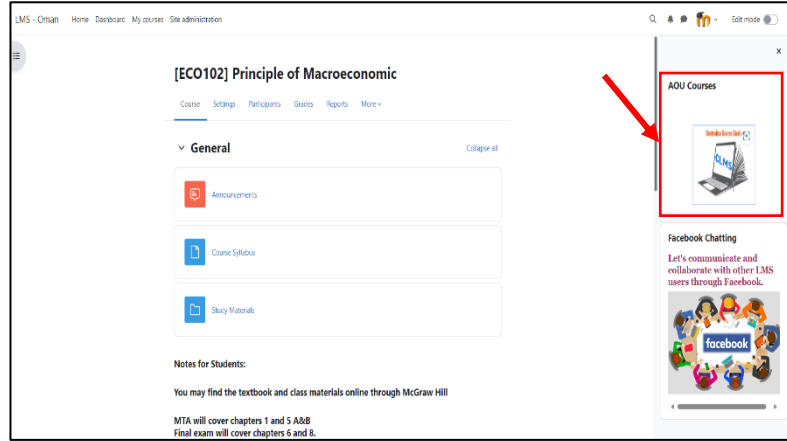 LMS - Oman Home Dashboard My courses Site administration Edit mode
[ECO102] Principle of Macroeconomic
Course Settings Participants Grades Reports More
General Collapse all
Announcements
Course Syllabus
Study Materials
Notes for Students:
You may find the textbook and class materials online through McGraw Hill
MTA will cover chapters 1 and 5 A&B
Final exam will cover chapters 6 and 8.
x
AOU Courses
CLMS
Facebook Chatting
Let's communicate and
collaborate with other LMS
users through Facebook.
facebook